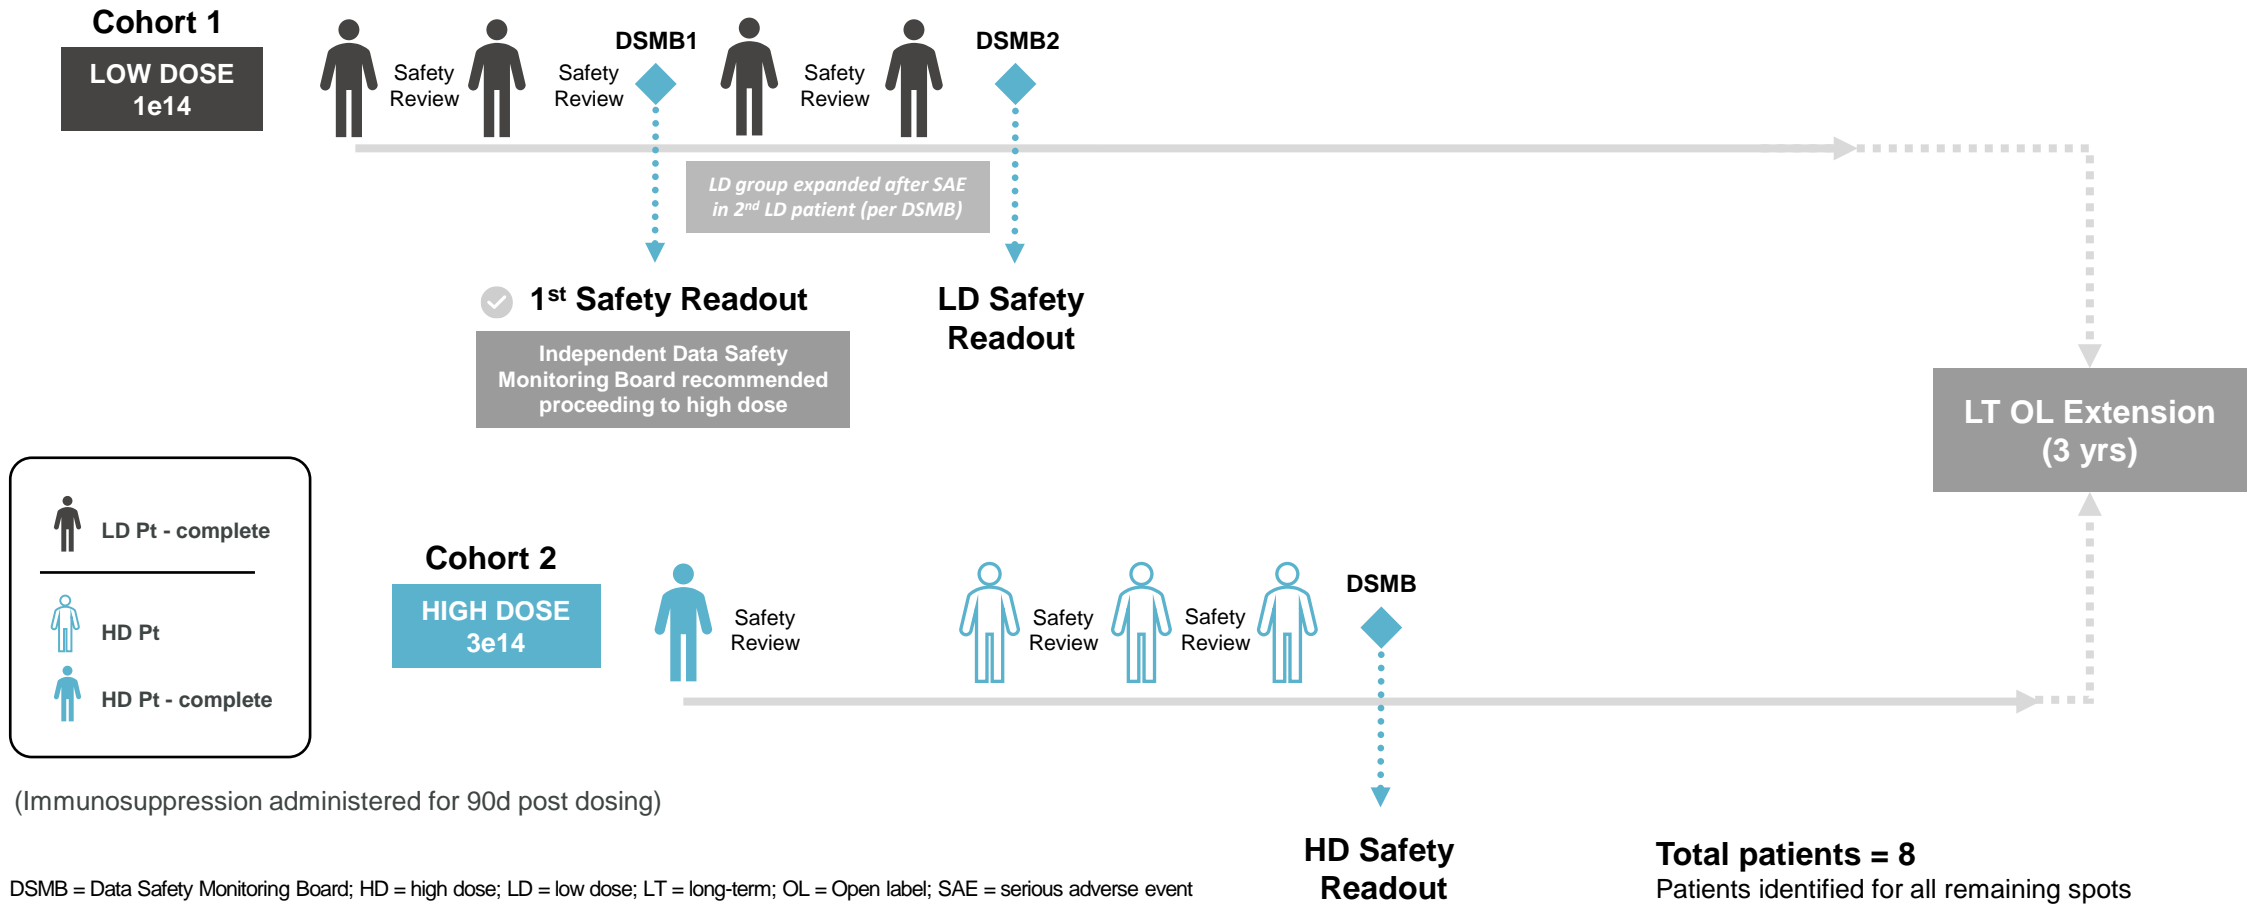 Cohort 1
LOW DOSE
1e14
Safety
Review
Safety
Review
DSMB1
Safety
Review
DSMB2
LD group expanded after SAE
in 2nd LD patient (per DSMB)
1st Safety Readout
Independent Data Safety
Monitoring Board recommended
proceeding to high dose
LD Safety
Readout
LT OL Extension
(3 yrs)
LD Pt - complete
HD Pt
HD Pt - complete
Cohort 2
HIGH DOSE
3e14
Safety
Review
Safety
Review
Safety
Review
DSMB
HD Safety
Readout
(Immunosuppression administered for 90d post dosing)
Total patients = 8
Patients identified for all remaining spots
DSMB = Data Safety Monitoring Board; HD = high dose; LD = low dose; LT = long-term; OL = Open label; SAE = serious adverse event